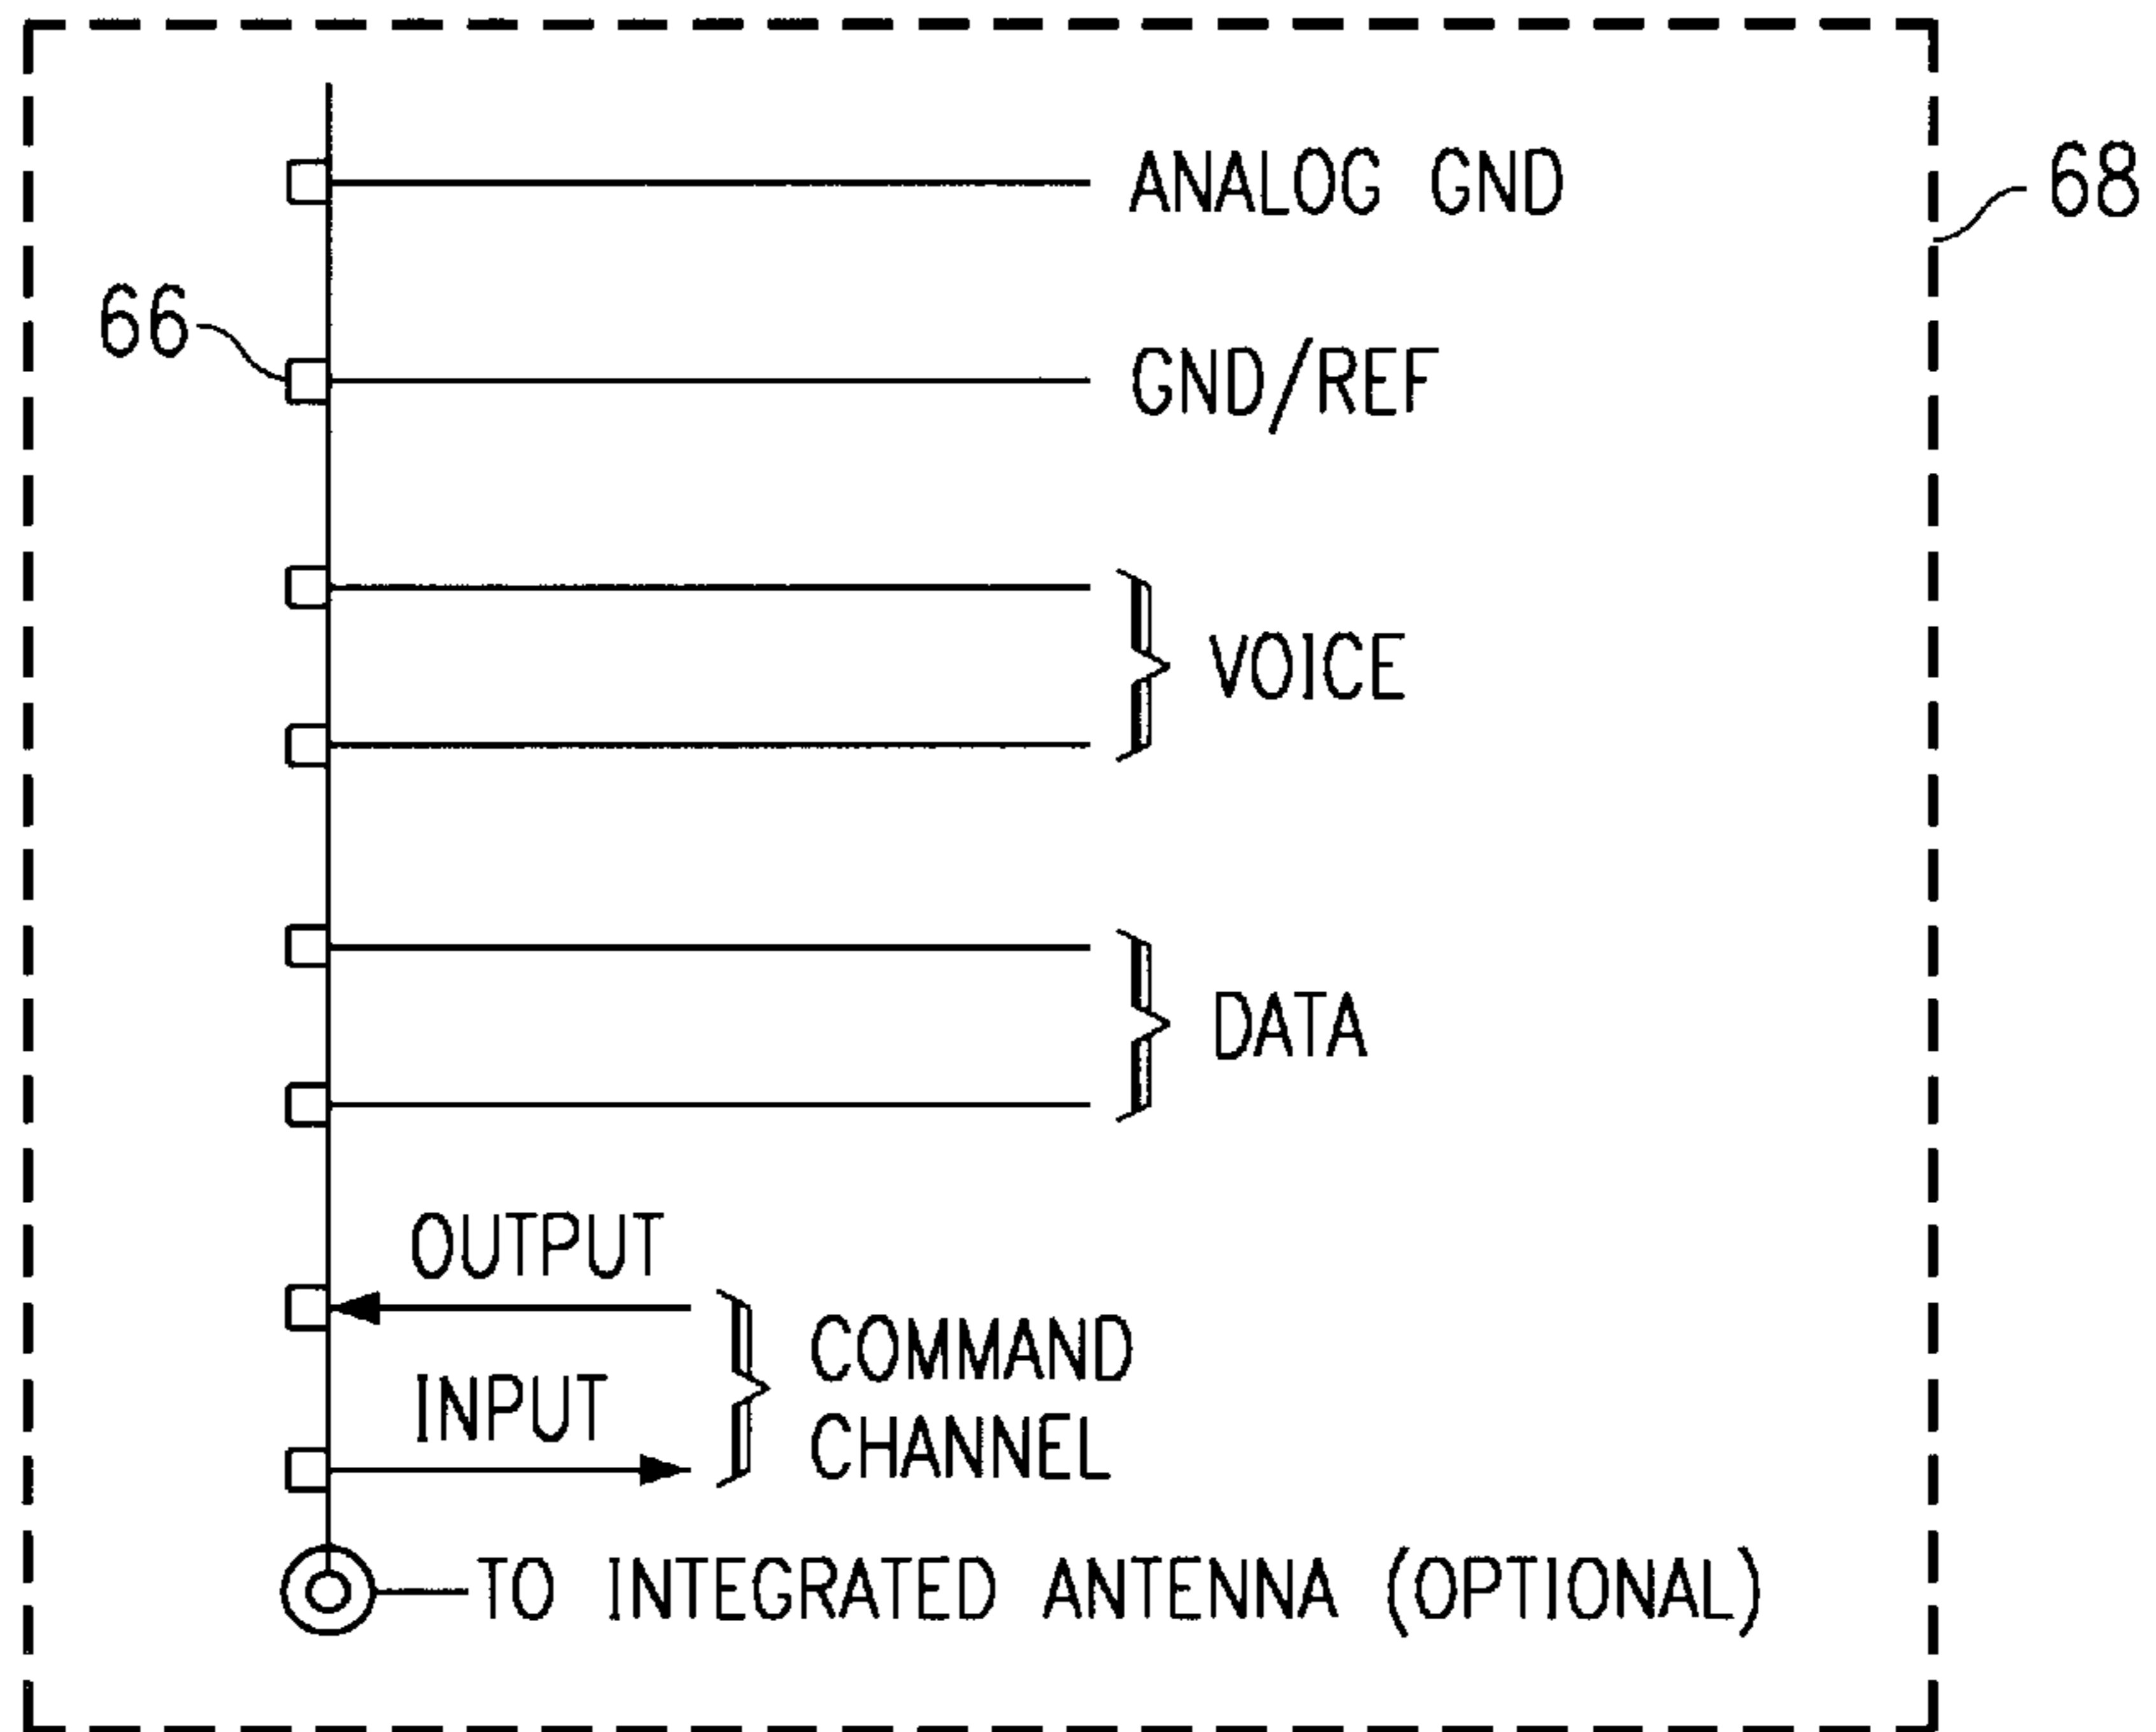 ANALOG GND
68
66
GND/REF
VOICE
DATA
OUTPUT
INPUT
COMMAND
CHANNEL
TO INTEGRATED ANTENNA (OPTIONAL)